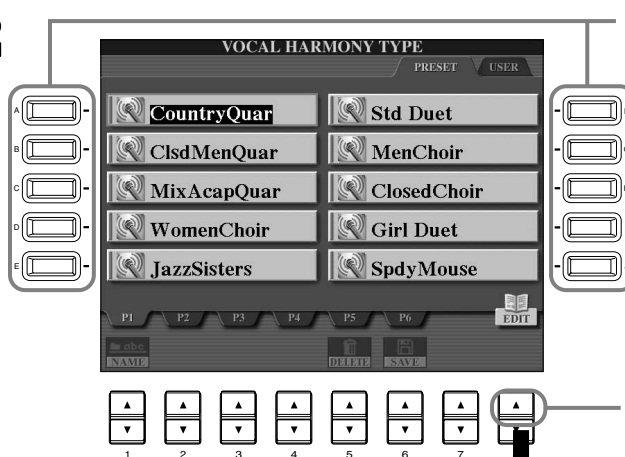 VOCAL HARMONY TYPE
PRESET USER
A CountryQuar Std Duet
B ClsdMenQuar MenChoir
C MixAcapQuar ClosedChoir
D WomenChoir Girl Duet
E JazzSisters SpdyMouse
P1 P2 P3 P4 P5 P6 EDIT
abc
NAME DELETE SAVE
1 2 3 4 5 6 7